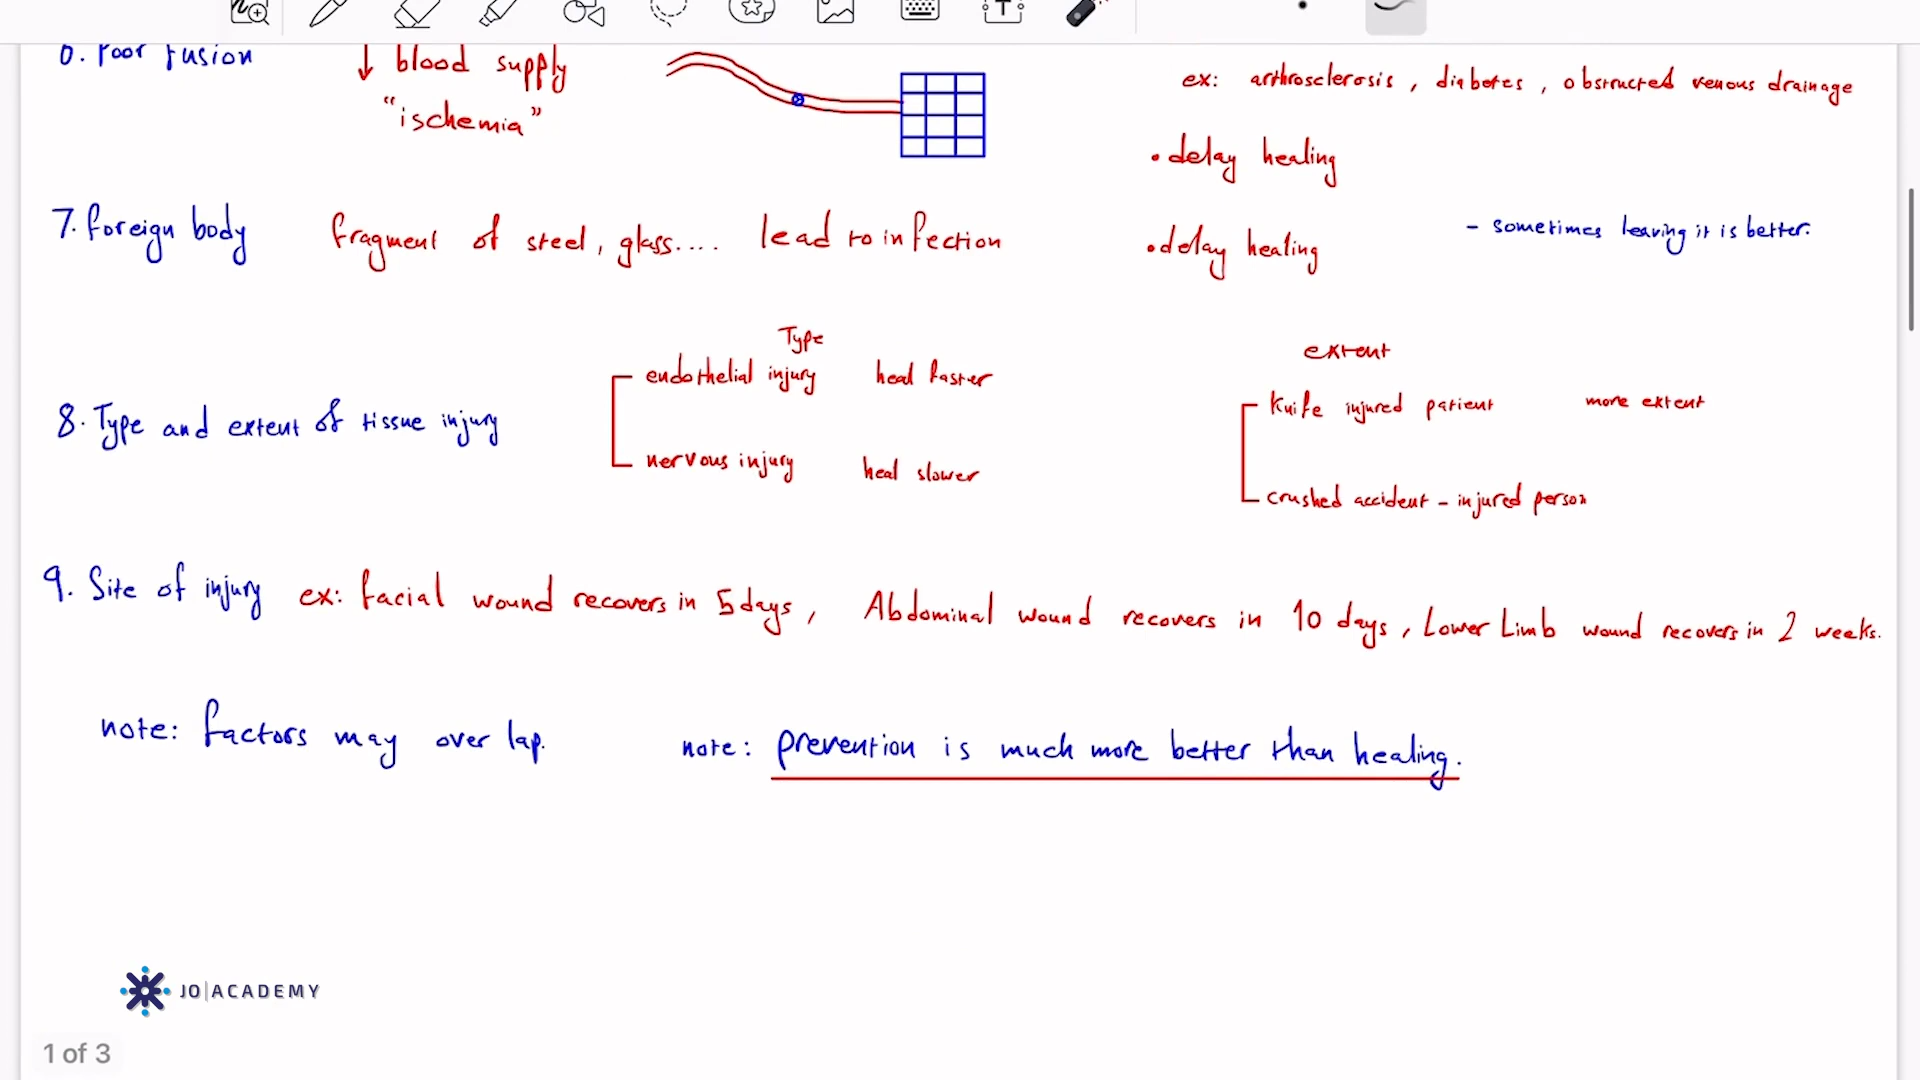 6. Poor fusion
↓ blood supply
"ischemia"
ex: arthrosclerosis, diabetes, obstructed venous drainage
• delay healing
7. foreign body fragment of steel, glass.... lead to infection
• delay healing
- sometimes leaving it is better.
Type
endothelial injury heal faster
8. Type and extent of tissue injury
nervous injury heal slower
extent
Knife injured patient more extent
crushed accident - injured person
9. Site of injury ex: facial wound recovers in 5 days, Abdominal wound recovers in 10 days, Lower Limb wound recovers in 2 weeks.
note: factors may over lap.
note: prevention is much more better than healing.
JO|ACADEMY
1 of 3